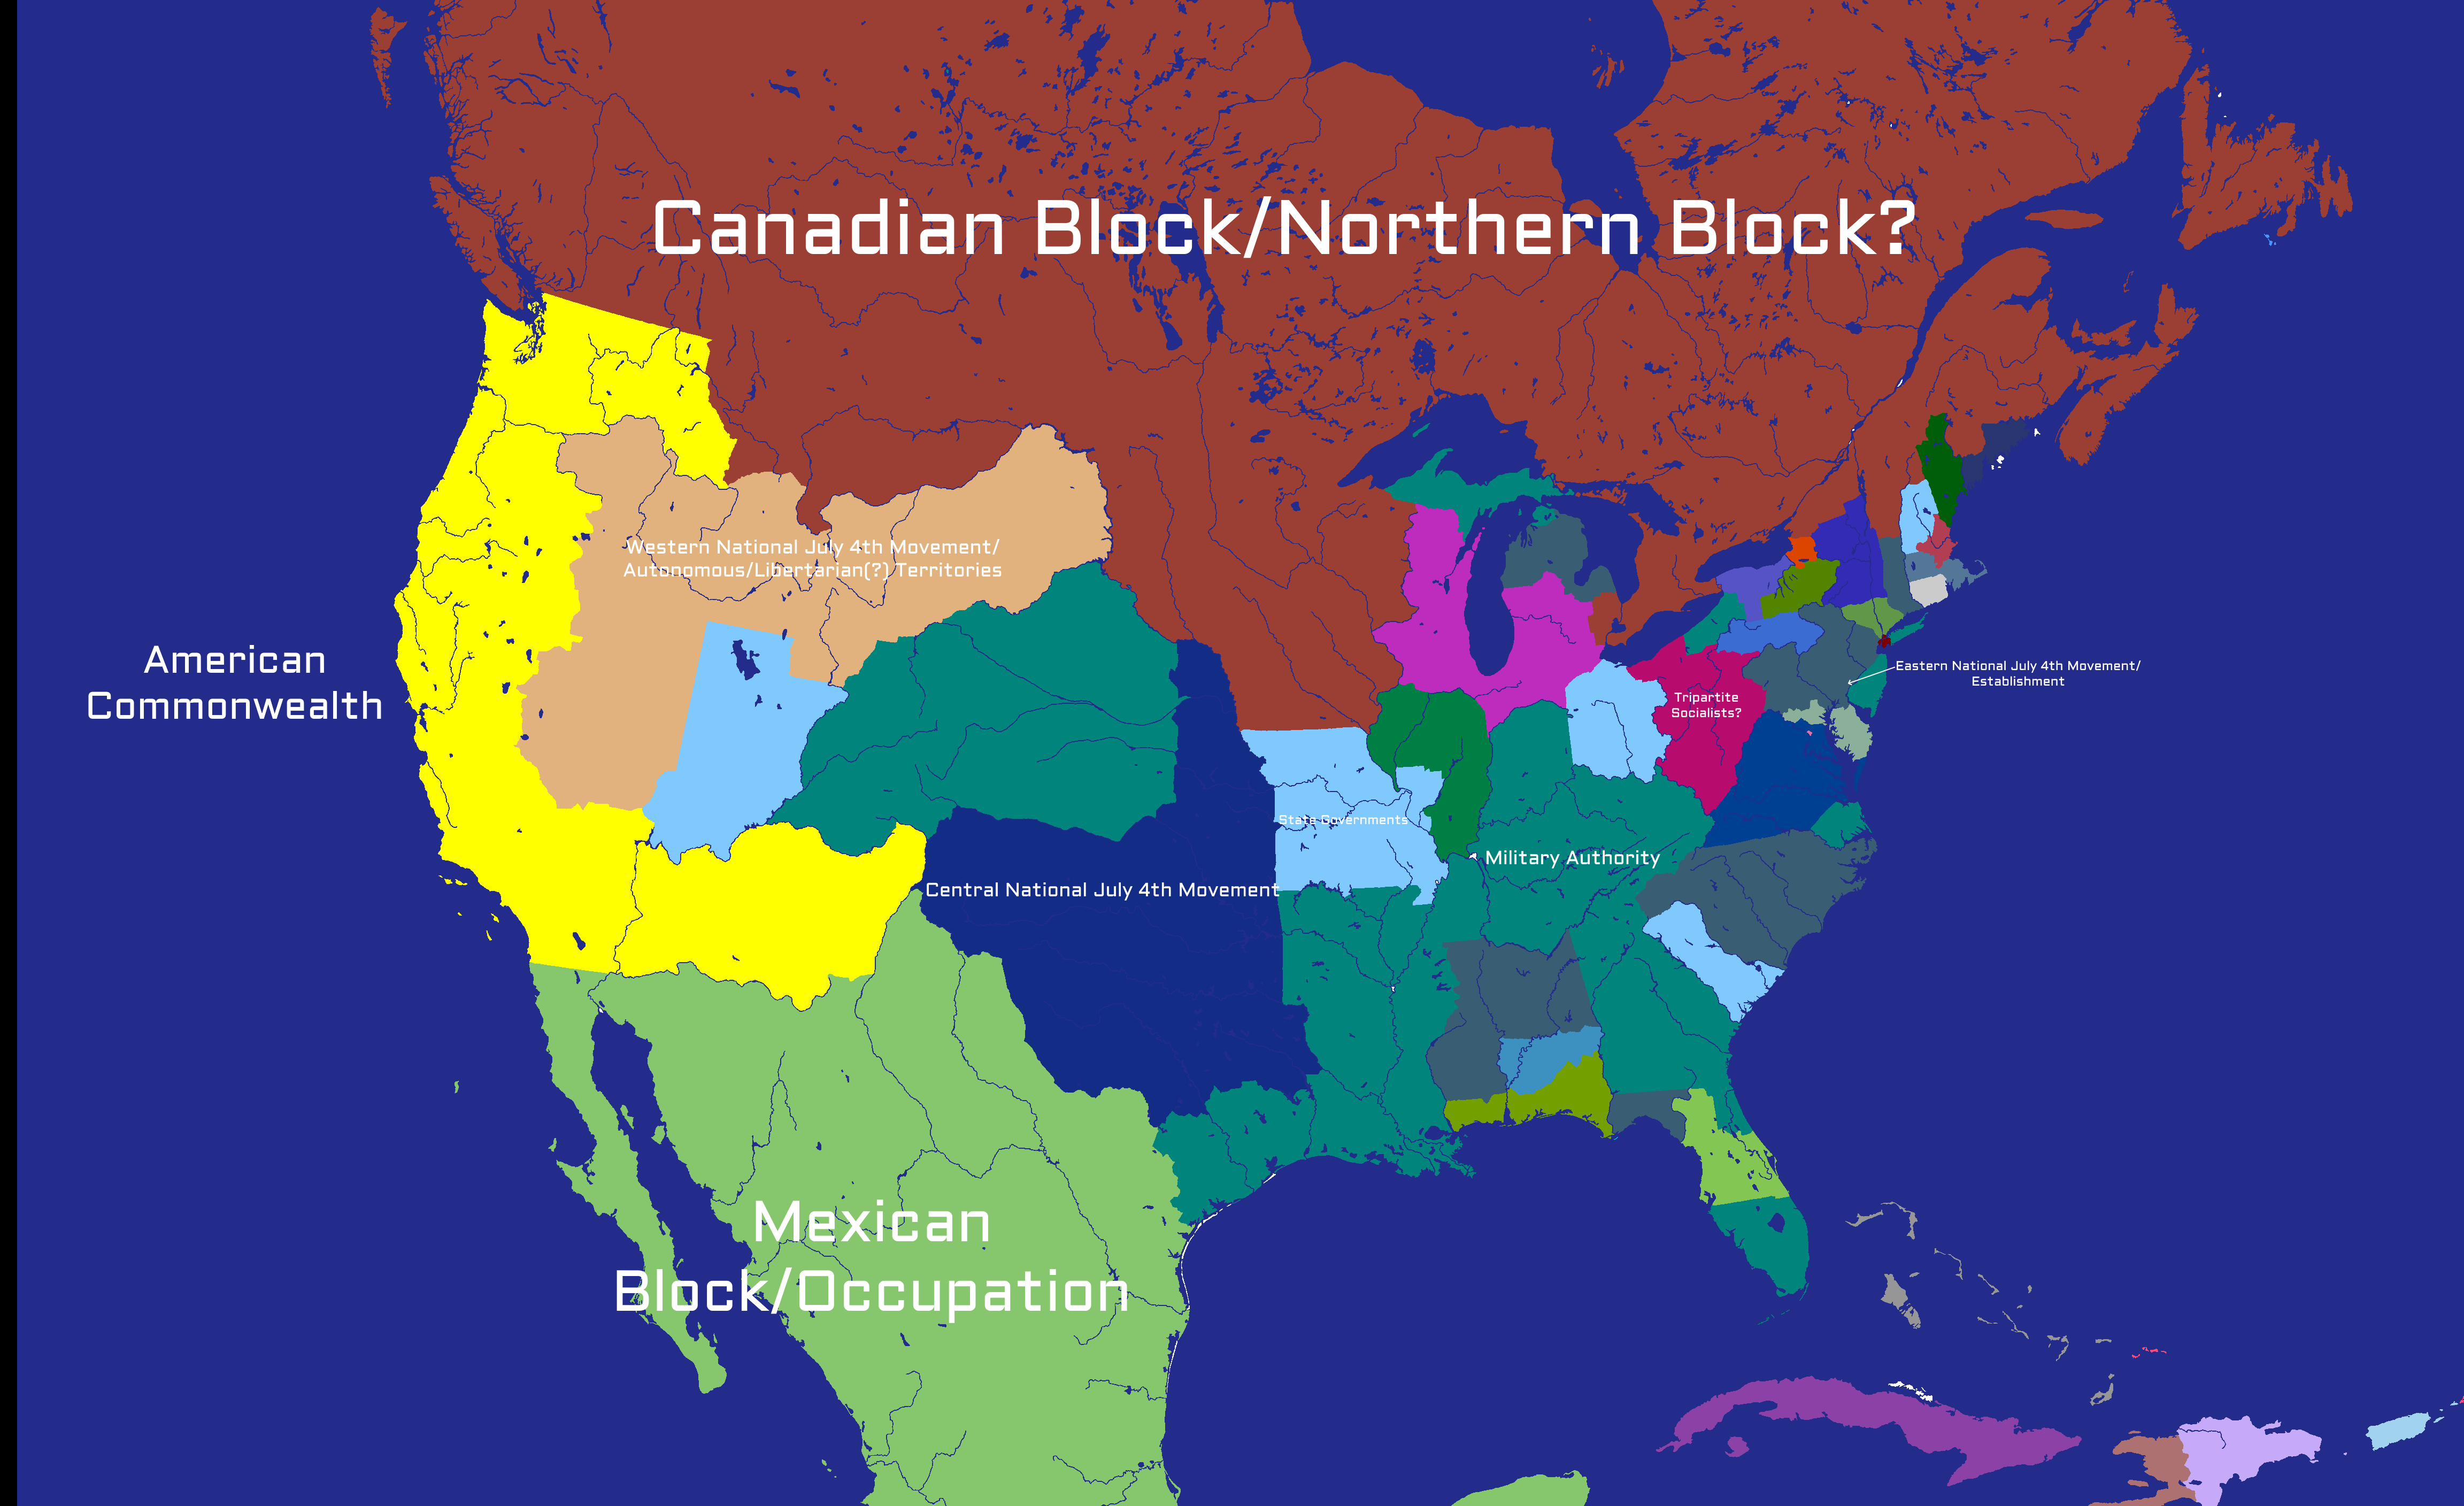 Canadian Block/Northern Block?
Western National July 4th Movement/
Autonomous/Libertarian(?) Territories
American
Commonwealth
Eastern National July 4th Movement/
Establishment
Tripartite
Socialists?
State Governments
Military Authority
Central National July 4th Movement
Mexican
Block/Occupation